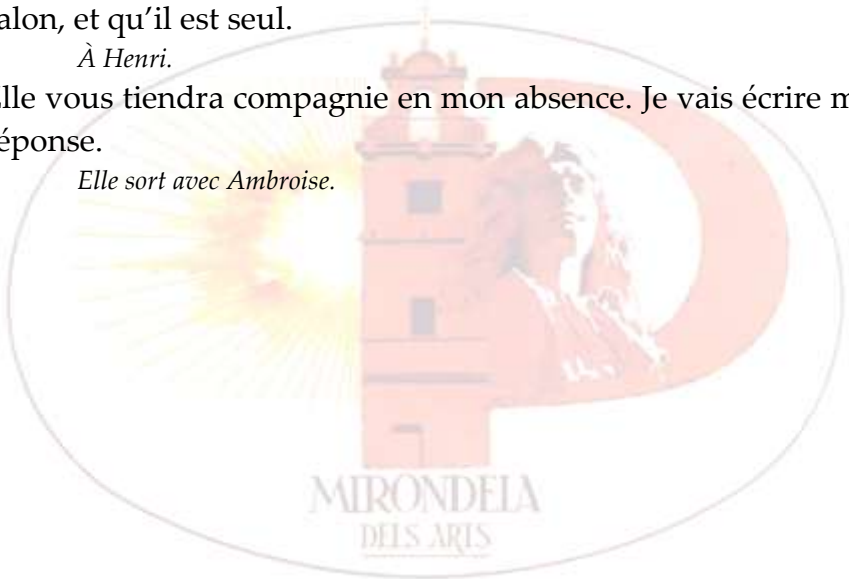 alon, et qu'il est seul.
À Henri.
lle vous tiendra compagnie en mon absence. Je vais écrire m
éponse.
Elle sort avec Ambroise.
MIRONDELA
DELS ARTS